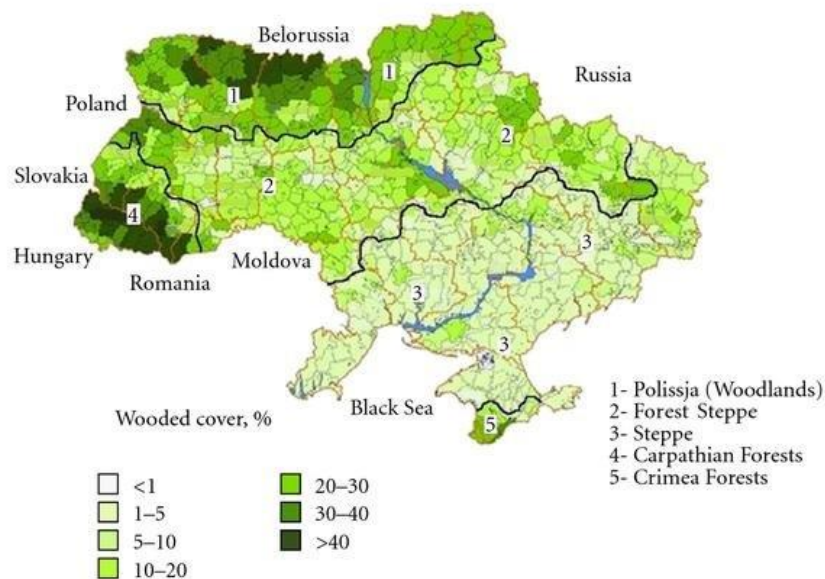 Belorussia
Russia
1
1
Poland
2
Slovakia
2
4
3
Hungary
Moldova
Romania
3
3
Black Sea
5
1- Polissja (Woodlands)
2- Forest Steppe
3- Steppe
4- Carpathian Forests
5- Crimea Forests
Wooded cover, %
<1
1–5
5–10
10–20
20–30
30–40
>40